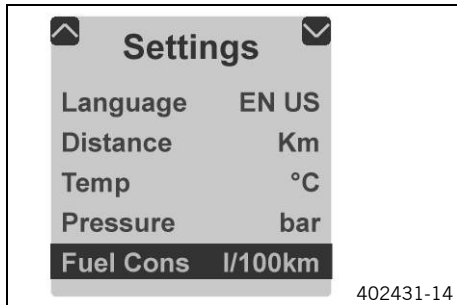 Settings
Language EN US
Distance Km
Temp °C
Pressure bar
Fuel Cons l/100km
402431-14